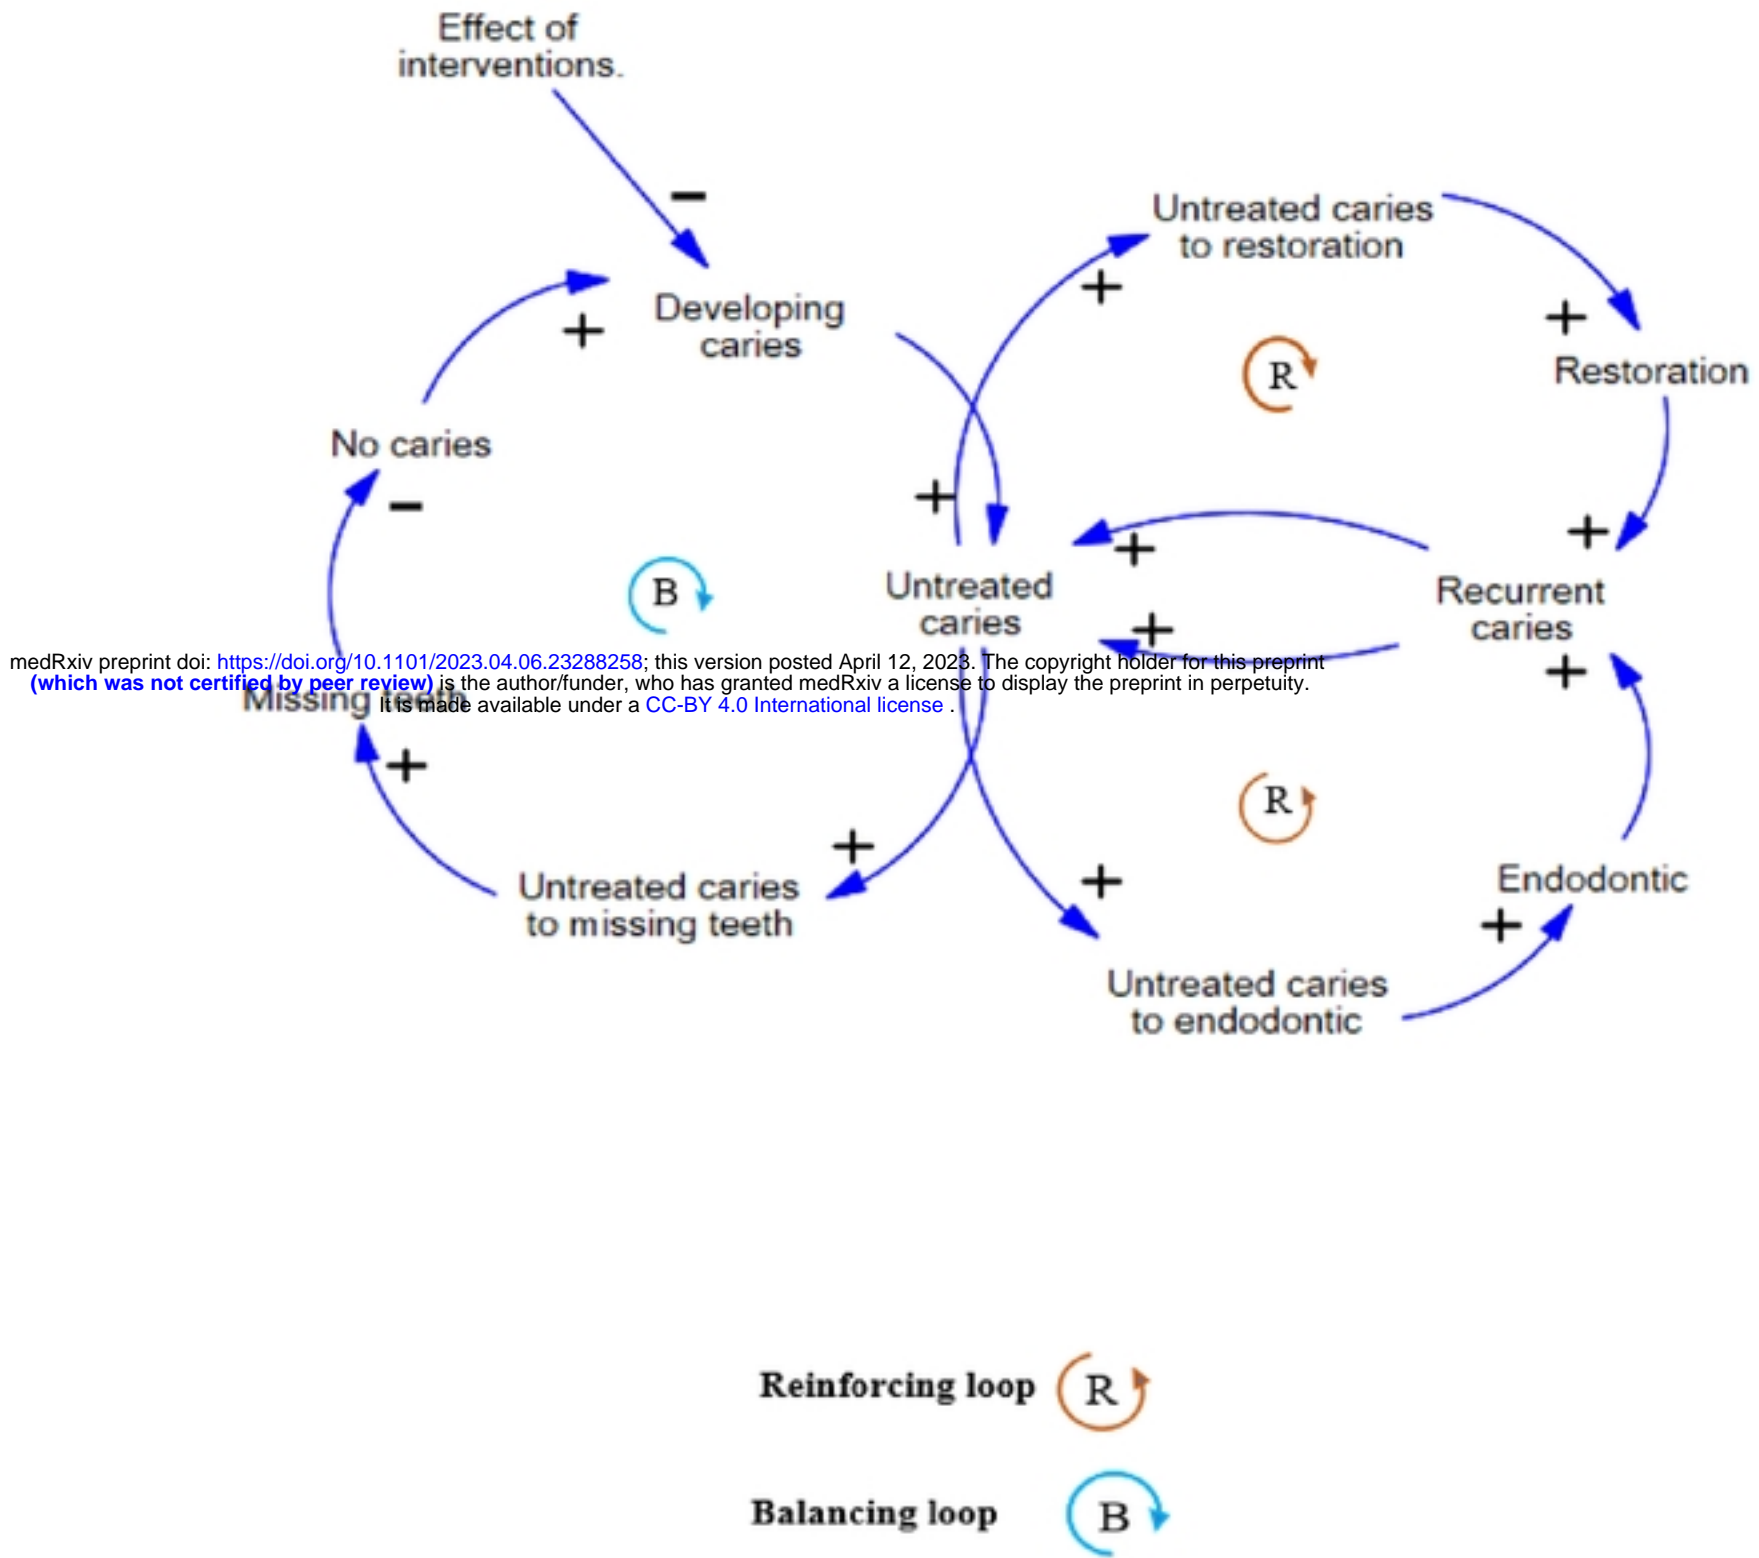 Effect of
interventions.
Untreated caries
to restoration
Developing
caries
Restoration
R
No caries
B
Untreated
caries
Recurrent
caries
medRxiv preprint doi: https://doi.org/10.1101/2023.04.06.23288258; this version posted April 12, 2023. The copyright holder for this preprint
(which was not certified by peer review) is the author/funder, who has granted medRxiv a license to display the preprint in perpetuity.
It is made available under a CC-BY 4.0 International license .
Missing teeth
R
Untreated caries
to missing teeth
Endodontic
Untreated caries
to endodontic
Reinforcing loop R
Balancing loop B